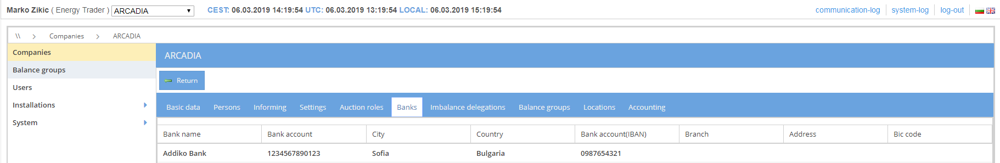 Marko Zikic ( Energy Trader ) ARCADIA CEST: 06.03.2019 14:19:54 UTC: 06.03.2019 13:19:54 LOCAL: 06.03.2019 15:19:54 communication-log system-log log-out
\\ > Companies > ARCADIA
Companies
Balance groups
Users
Installations
System
ARCADIA
Return
Basic data Persons Informing Settings Auction roles Banks Imbalance delegations Balance groups Locations Accounting
Bank name Bank account City Country Bank account(IBAN) Branch Address Bic code
Addiko Bank 1234567890123 Sofia Bulgaria 0987654321